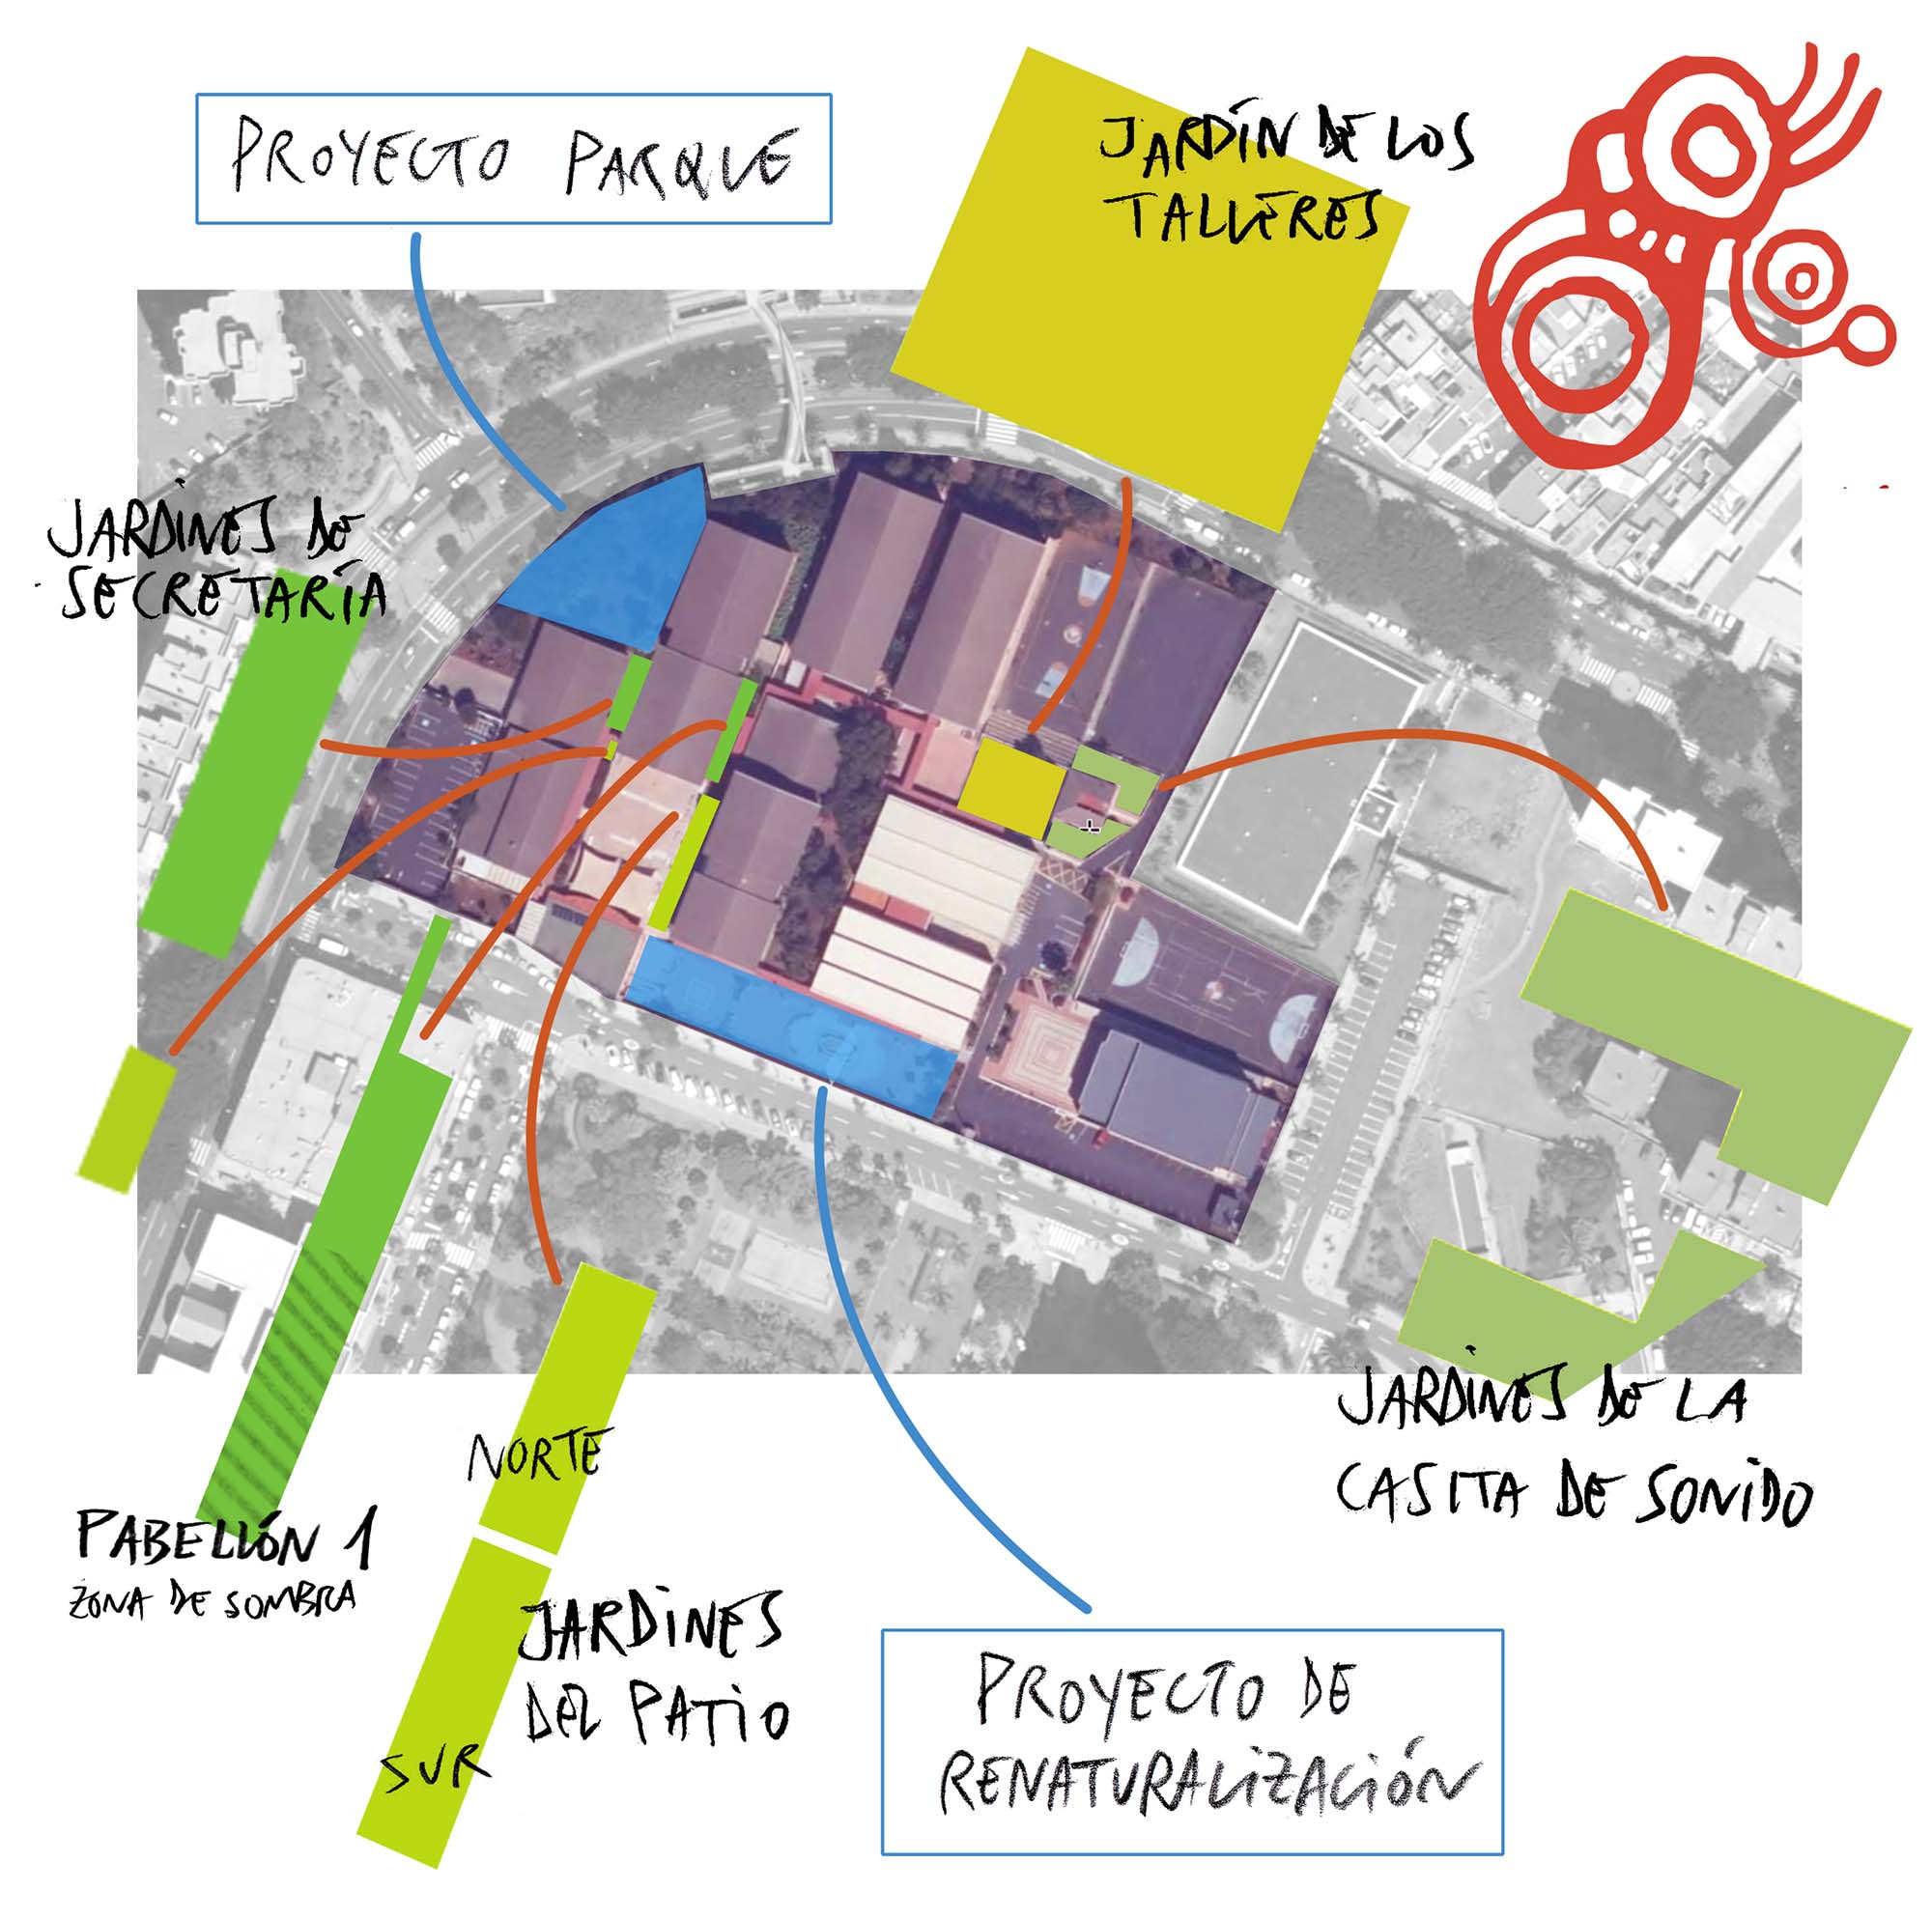 PROYECTO PARQUE
JARDÍN DE LOS
TALLERES
JARDINES DE
SECRETARÍA
NORTE
SUR
JARDINES
DEL PATIO
PABELLÓN 1
ZONA DE SOMBRA
JARDINES DE LA
CASITA DE SONIDO
PROYECTO DE
RENATURALIZACIÓN